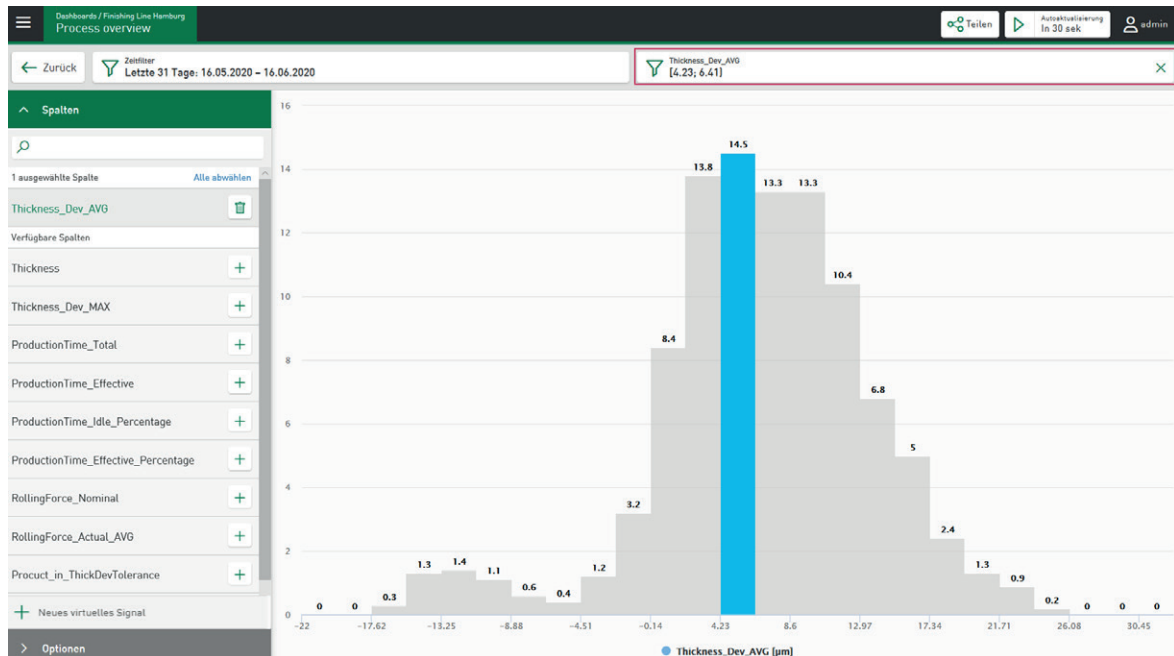 Dashboards / Finishing Line Hamburg
Process overview
Teilen
Autoaktualisierung
In 30 sek
admin
Zurück
Zeitfilter
Letzte 31 Tage: 16.05.2020 – 16.06.2020
Thickness_Dev_AVG
[4.23; 6.41]
Spalten
1 ausgewählte Spalte
Alle abwählen
Thickness_Dev_AVG
Verfügbare Spalten
Thickness
Thickness_Dev_MAX
ProductionTime_Total
ProductionTime_Effective
ProductionTime_Idle_Percentage
ProductionTime_Effective_Percentage
RollingForce_Nominal
RollingForce_Actual_AVG
Procuct_in_ThickDevTolerance
Neues virtuelles Signal
Optionen
16
14
12
10
8
6
4
2
0
0
0
0.3
1.3
1.4
1.1
0.6
0.4
1.2
3.2
8.4
13.8
14.5
13.3
13.3
10.4
6.8
5
2.4
1.3
0.9
0.2
0
0
0
-22
-17.62
-13.25
-8.88
-4.51
-0.14
4.23
8.6
12.97
17.34
21.71
26.08
30.45
Thickness_Dev_AVG [µm]